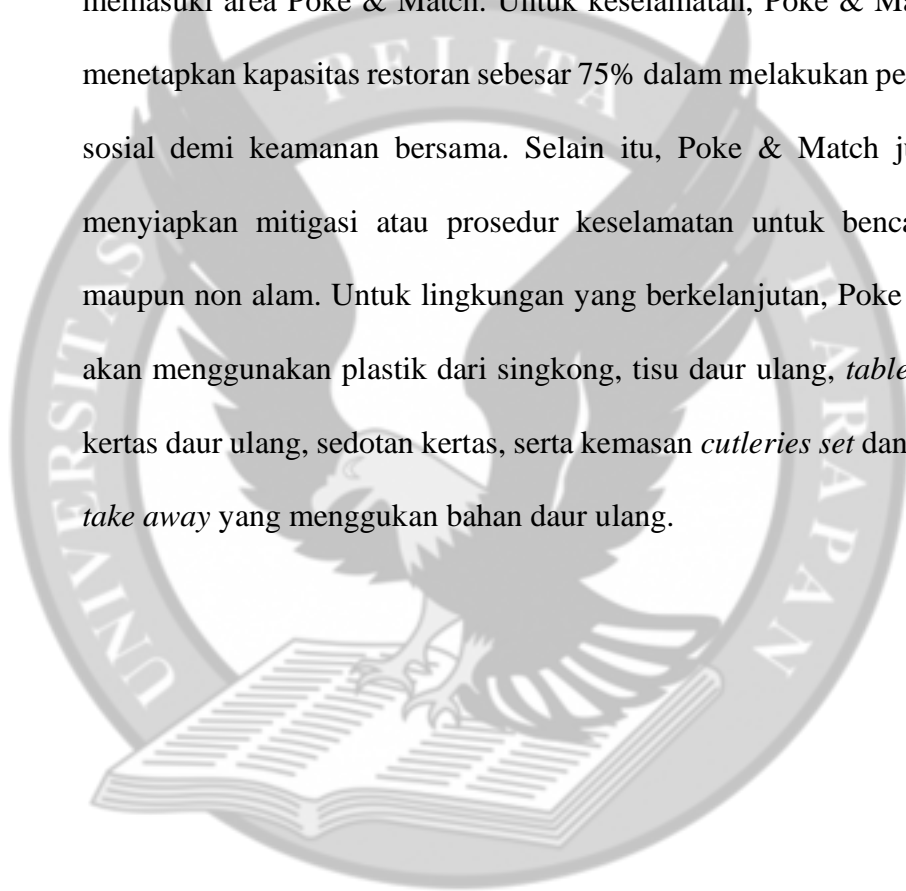 memasuki area Poke & Match. Untuk keselamatan, Poke & Ma
menetapkan kapasitas restoran sebesar 75% dalam melakukan pe
sosial demi keamanan bersama. Selain itu, Poke & Match ju
menyiapkan mitigasi atau prosedur keselamatan untuk benca
maupun non alam. Untuk lingkungan yang berkelanjutan, Poke
akan menggunakan plastik dari singkong, tisu daur ulang, table
kertas daur ulang, sedotan kertas, serta kemasan cutleries set dan
take away yang menggukan bahan daur ulang.
UNIVERSITAS PELITA HARAPAN